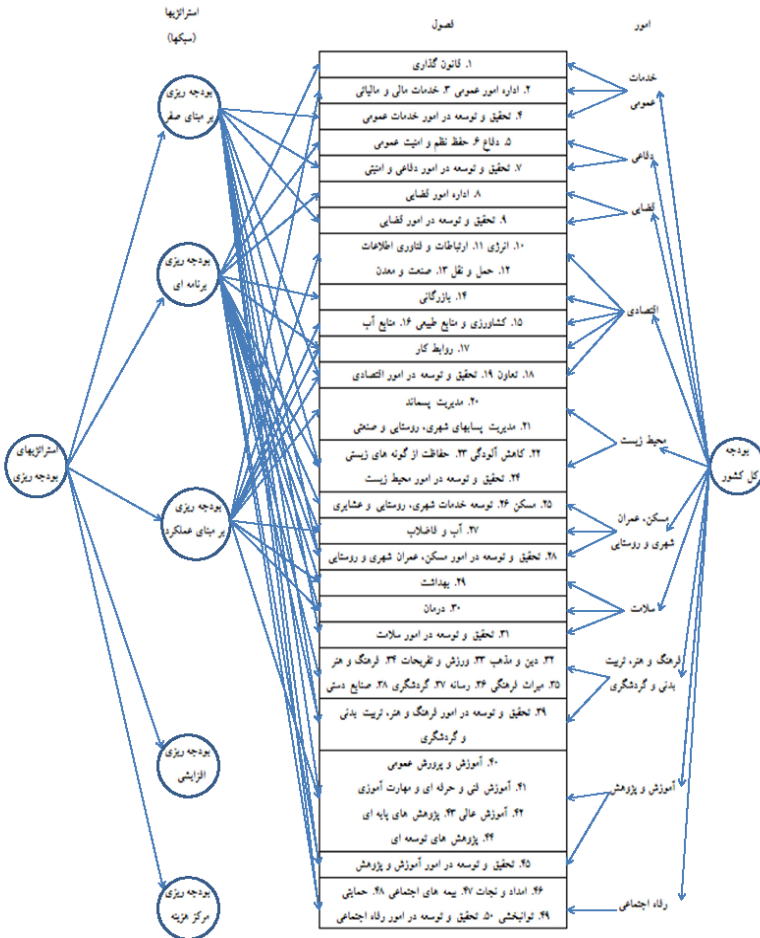 امور
فصول
استراتژیها
(سبکها)
۱. قانون گذاری
۲. اداره امور عمومی ۳. خدمات مالی و مالیاتی
۴. تحقیق و توسعه در امور خدمات عمومی
۵. دفاع ۶. حفظ نظم و امنیت عمومی
۷. تحقیق و توسعه در امور دفاعی و امنیتی
۸. اداره امور قضایی
۹. تحقیق و توسعه در امور قضایی
۱۰. انرژی ۱۱. ارتباطات و فناوری اطلاعات
۱۲. حمل و نقل ۱۳. صنعت و معدن
۱۴. بازرگانی
۱۵. کشاورزی و منابع طبیعی ۱۶. منابع آب
۱۷. روابط کار
۱۸. تعاون ۱۹. تحقیق و توسعه در امور اقتصادی
۲۰. مدیریت پسماند
۲۱. مدیریت پسابهای شهری، روستایی و صنعتی
۲۲. کاهش آلودگی ۲۳. حفاظت از گونه های زیستی
۲۴. تحقیق و توسعه در امور محیط زیست
۲۵. مسکن ۲۶. توسعه خدمات شهری، روستایی و عشایری
۲۷. آب و فاضلاب
۲۸. تحقیق و توسعه در امور مسکن، عمران شهری و روستایی
۲۹. بهداشت
۳۰. درمان
۳۱. تحقیق و توسعه در امور سلامت
۳۲. دین و مذهب ۳۳. ورزش و تفریحات ۳۴. فرهنگ و هنر
۳۵. میراث فرهنگی ۳۶. رسانه ۳۷. گردشگری ۳۸. صنایع دستی
۳۹. تحقیق و توسعه در امور فرهنگ و هنر، تربیت بدنی
و گردشگری
۴۰. آموزش و پرورش عمومی
۴۱. آموزش فنی و حرفه ای و مهارت آموزی
۴۲. آموزش عالی ۴۳. پژوهش های پایه ای
۴۴. پژوهش های توسعه ای
۴۵. تحقیق و توسعه در امور آموزش و پژوهش
۴۶. امداد و نجات ۴۷. بیمه های اجتماعی ۴۸. حمایتی
۴۹. توانبخشی ۵۰. تحقیق و توسعه در امور رفاه اجتماعی
خدمات
عمومی
دفاعی
قضایی
اقتصادی
محیط زیست
مسکن، عمران
شهری و روستایی
سلامت
فرهنگ و هنر، تربیت
بدنی و گردشگری
آموزش و پژوهش
رفاه اجتماعی
بودجه
کل کشور
بودجه ریزی
بر مبنای صفر
بودجه ریزی
برنامه ای
بودجه ریزی
بر مبنای عملکرد
بودجه ریزی
افزایشی
بودجه ریزی
مرکز هزینه
استراتژیهای
بودجه ریزی